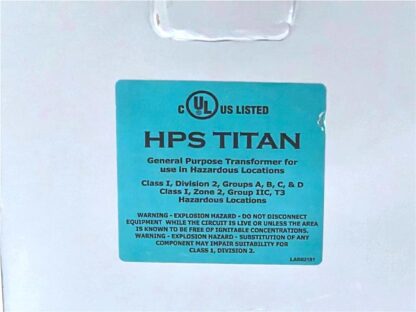 C UL US LISTED
HPS TITAN
General Purpose Transformer for
use in Hazardous Locations
Class I, Division 2, Groups A, B, C, & D
Class I, Zone 2, Group IIC, T3
Hazardous Locations
WARNING - EXPLOSION HAZARD - DO NOT DISCONNECT
EQUIPMENT WHILE THE CIRCUIT IS LIVE OR UNLESS THE AREA
IS KNOWN TO BE FREE OF IGNITABLE CONCENTRATIONS.
WARNING - EXPLOSION HAZARD - SUBSTITUTION OF ANY
COMPONENT MAY IMPAIR SUITABILITY FOR
CLASS 1, DIVISION 2.